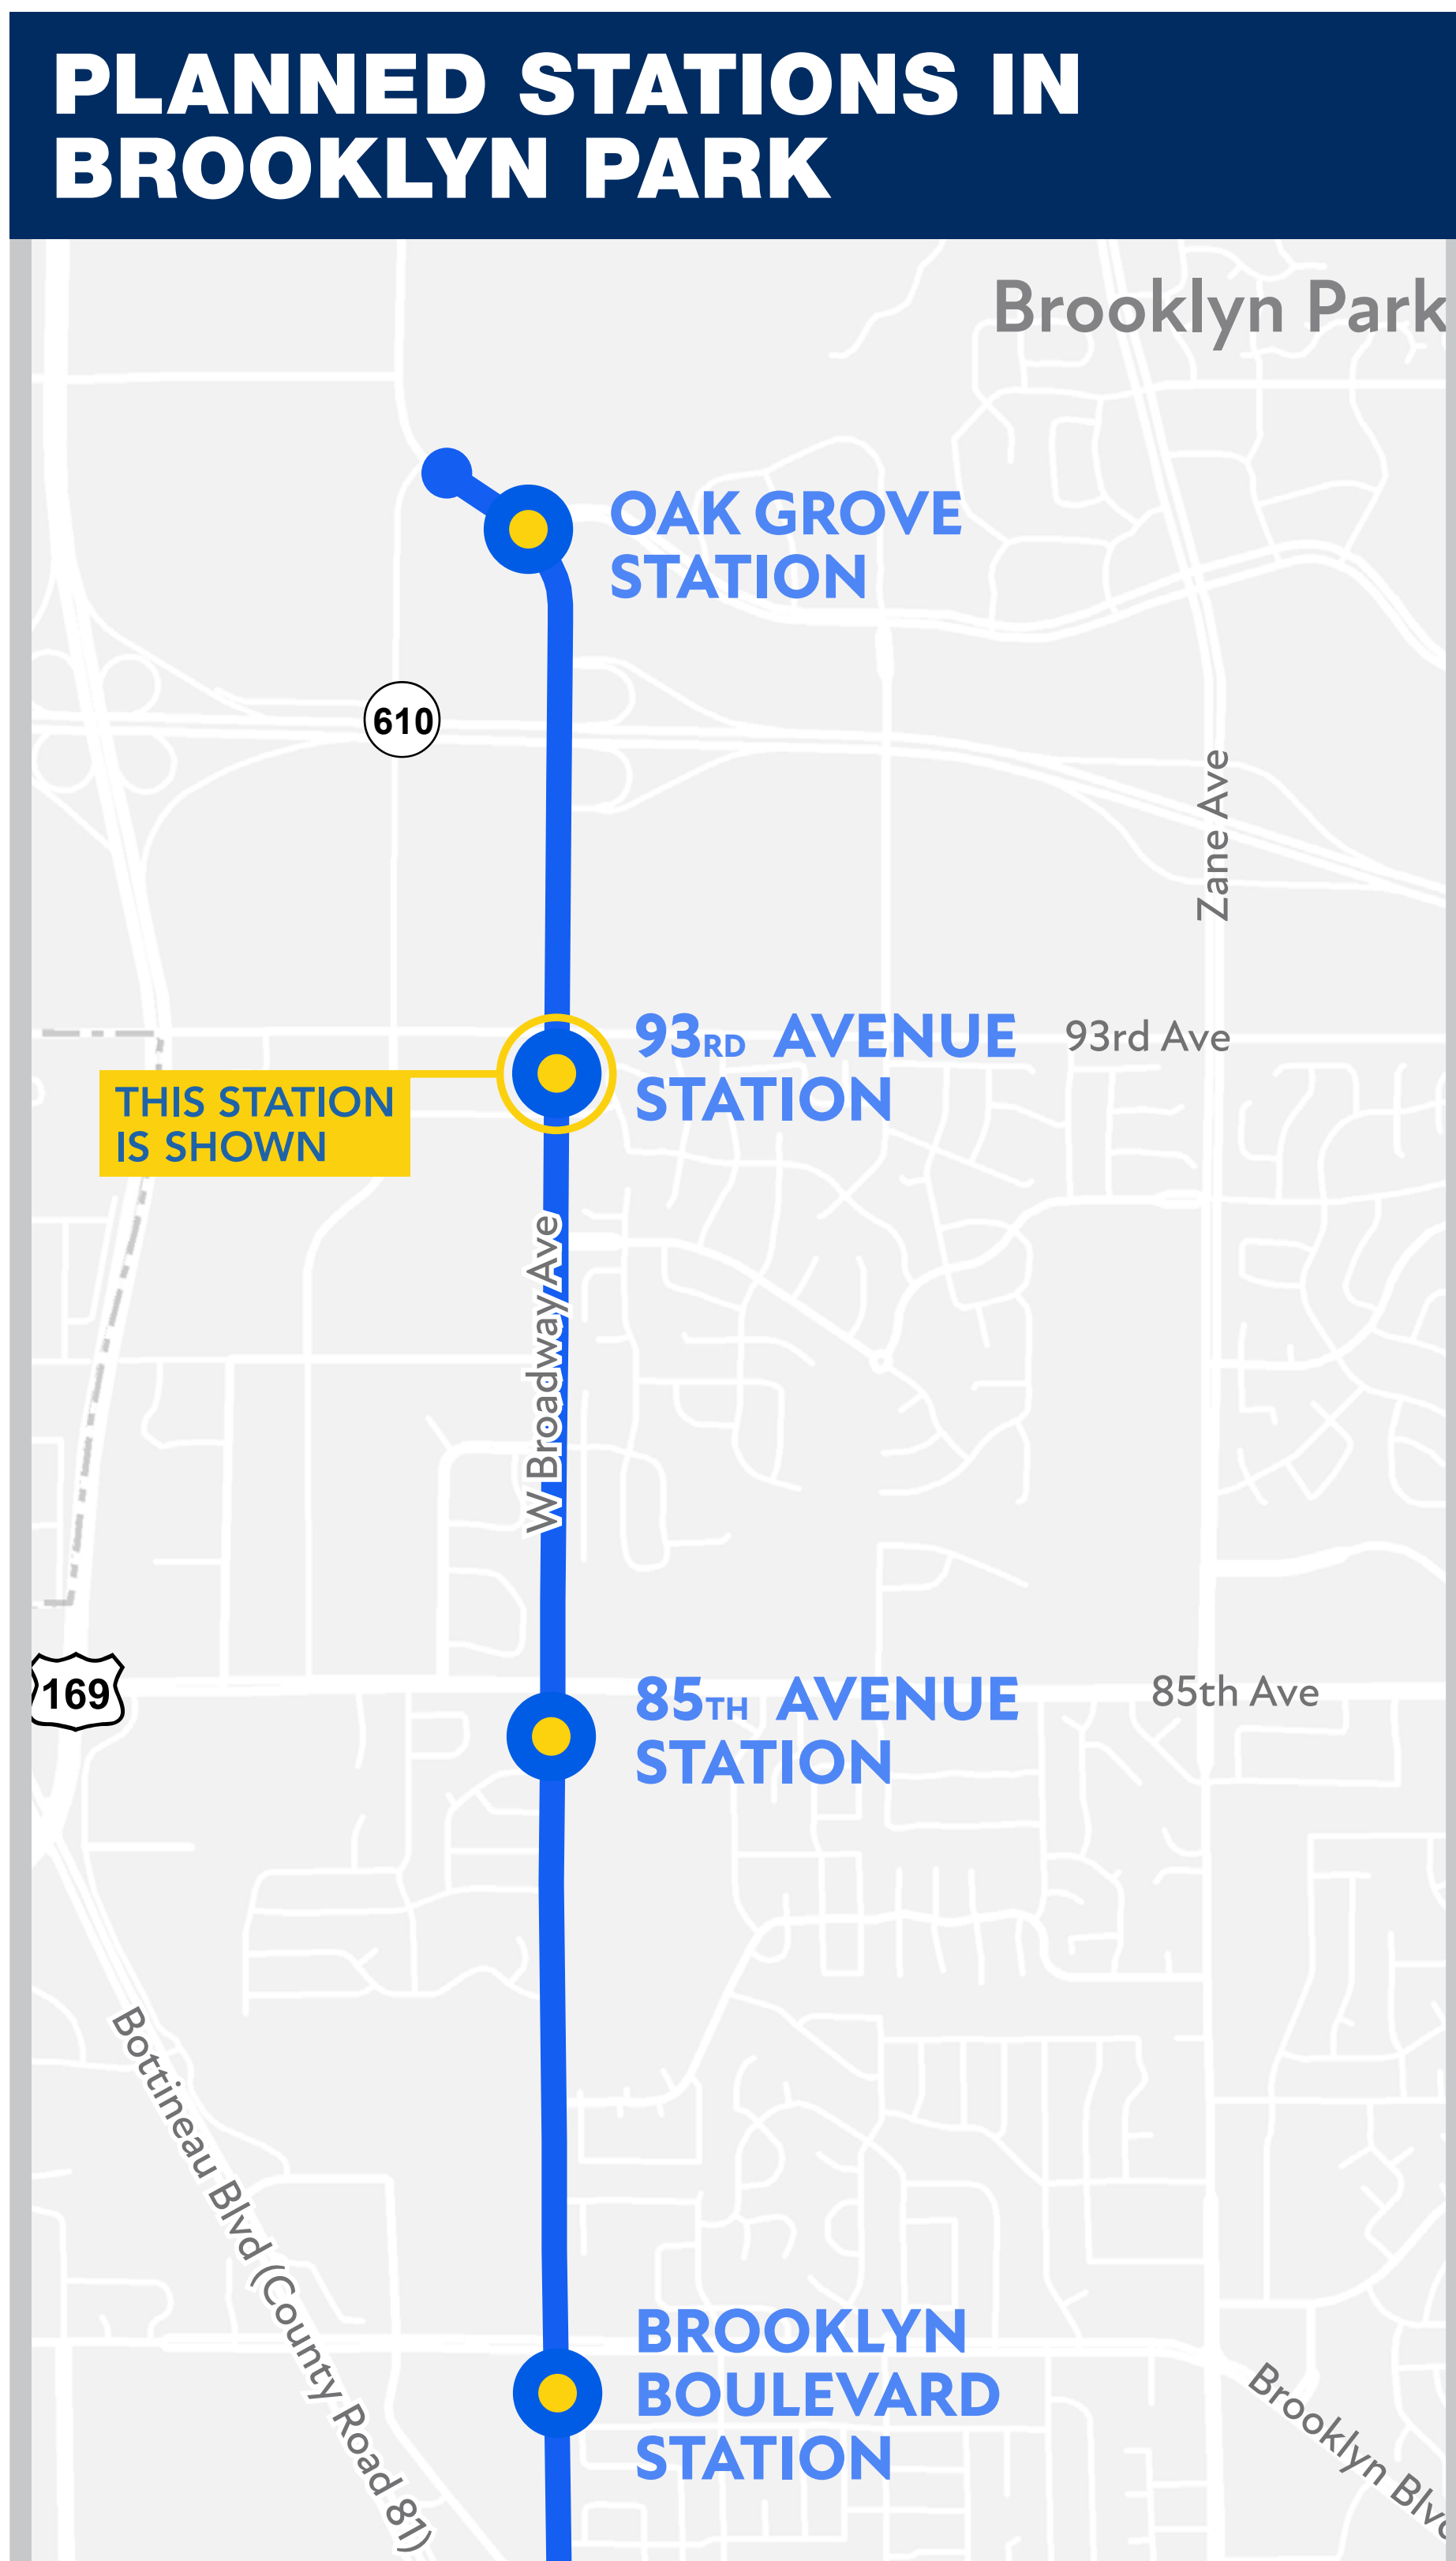 PLANNED STATIONS IN
BROOKLYN PARK
Brooklyn Park
OAK GROVE
STATION
610
Zane Ave
93RD AVENUE
STATION
93rd Ave
THIS STATION
IS SHOWN
W Broadway Ave
169
85TH AVENUE
STATION
85th Ave
Bottineau Blvd (County Road 81)
BROOKLYN
BOULEVARD
STATION
Brooklyn Blvd